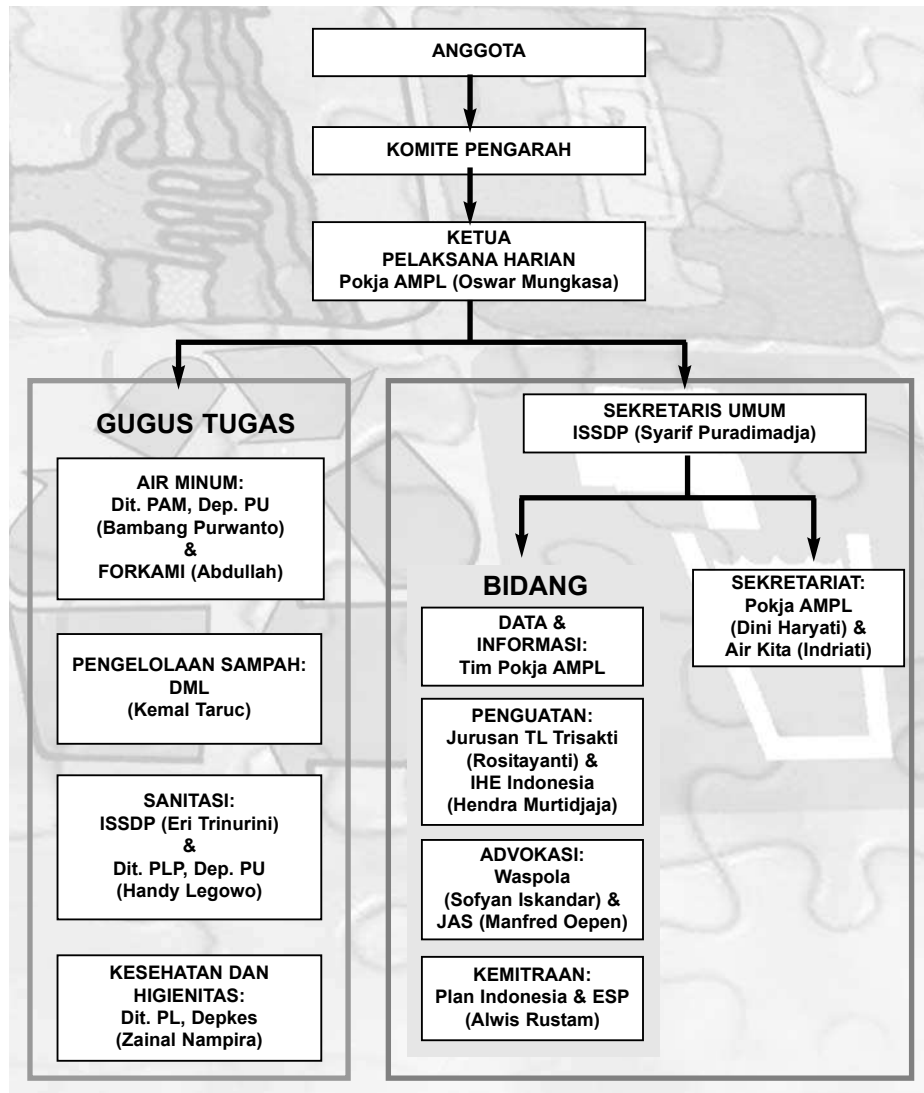 ANGGOTA
KOMITE PENGARAH
KETUA
PELAKSANA HARIAN
Pokja AMPL (Oswar Mungkasa)
GUGUS TUGAS
AIR MINUM:
Dit. PAM, Dep. PU
(Bambang Purwanto)
&
FORKAMI (Abdullah)
PENGELOLAAN SAMPAH:
DML
(Kemal Taruc)
SANITASI:
ISSDP (Eri Trinurini)
&
Dit. PLP, Dep. PU
(Handy Legowo)
KESEHATAN DAN
HIGIENITAS:
Dit. PL, Depkes
(Zainal Nampira)
SEKRETARIS UMUM
ISSDP (Syarif Puradimadja)
BIDANG
DATA &
INFORMASI:
Tim Pokja AMPL
PENGUATAN:
Jurusan TL Trisakti
(Rositayanti) &
IHE Indonesia
(Hendra Murtidjaja)
ADVOKASI:
Waspola
(Sofyan Iskandar) &
JAS (Manfred Oepen)
KEMITRAAN:
Plan Indonesia & ESP
(Alwis Rustam)
SEKRETARIAT:
Pokja AMPL
(Dini Haryati) &
Air Kita (Indriati)